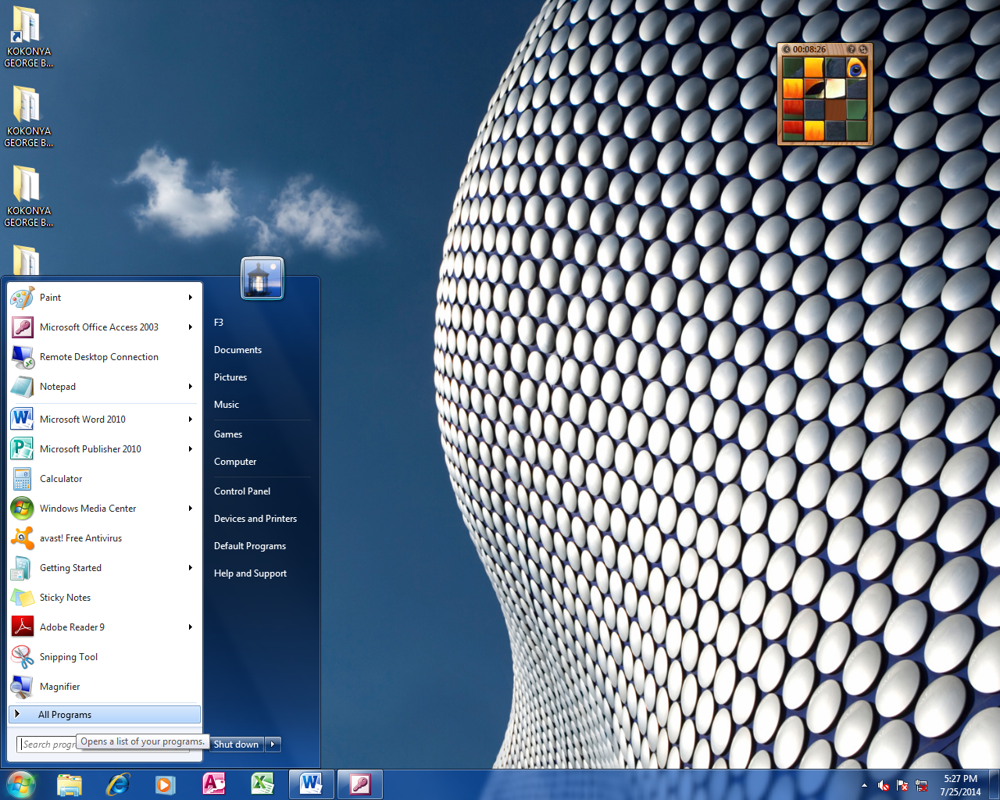 KOKONYA
GEORGE B...
KOKONYA
GEORGE B...
KOKONYA
GEORGE B...
00:08:26
Paint
Microsoft Office Access 2003
Remote Desktop Connection
Notepad
Microsoft Word 2010
Microsoft Publisher 2010
Calculator
Windows Media Center
avast! Free Antivirus
Getting Started
Sticky Notes
Adobe Reader 9
Snipping Tool
Magnifier
All Programs
Search progr
Opens a list of your programs.
F3
Documents
Pictures
Music
Games
Computer
Control Panel
Devices and Printers
Default Programs
Help and Support
Shut down
5:27 PM
7/25/2014